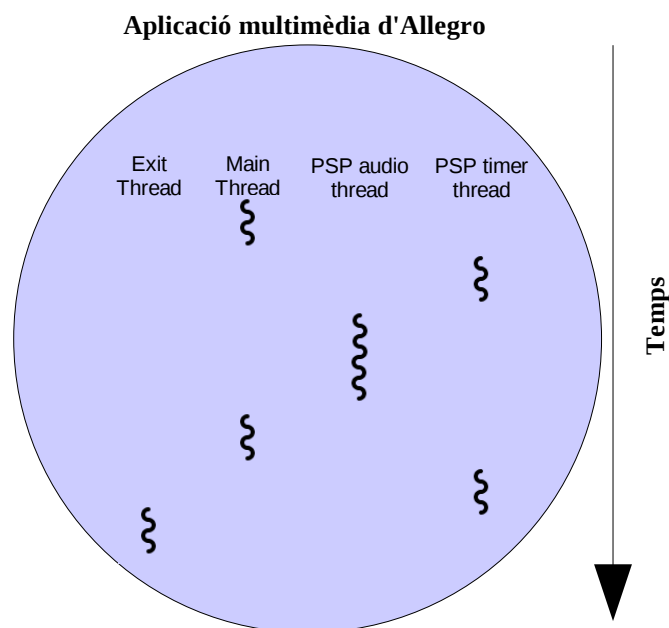 Aplicació multimèdia d'Allegro
Exit
Thread
Main
Thread
PSP audio
thread
PSP timer
thread
Temps